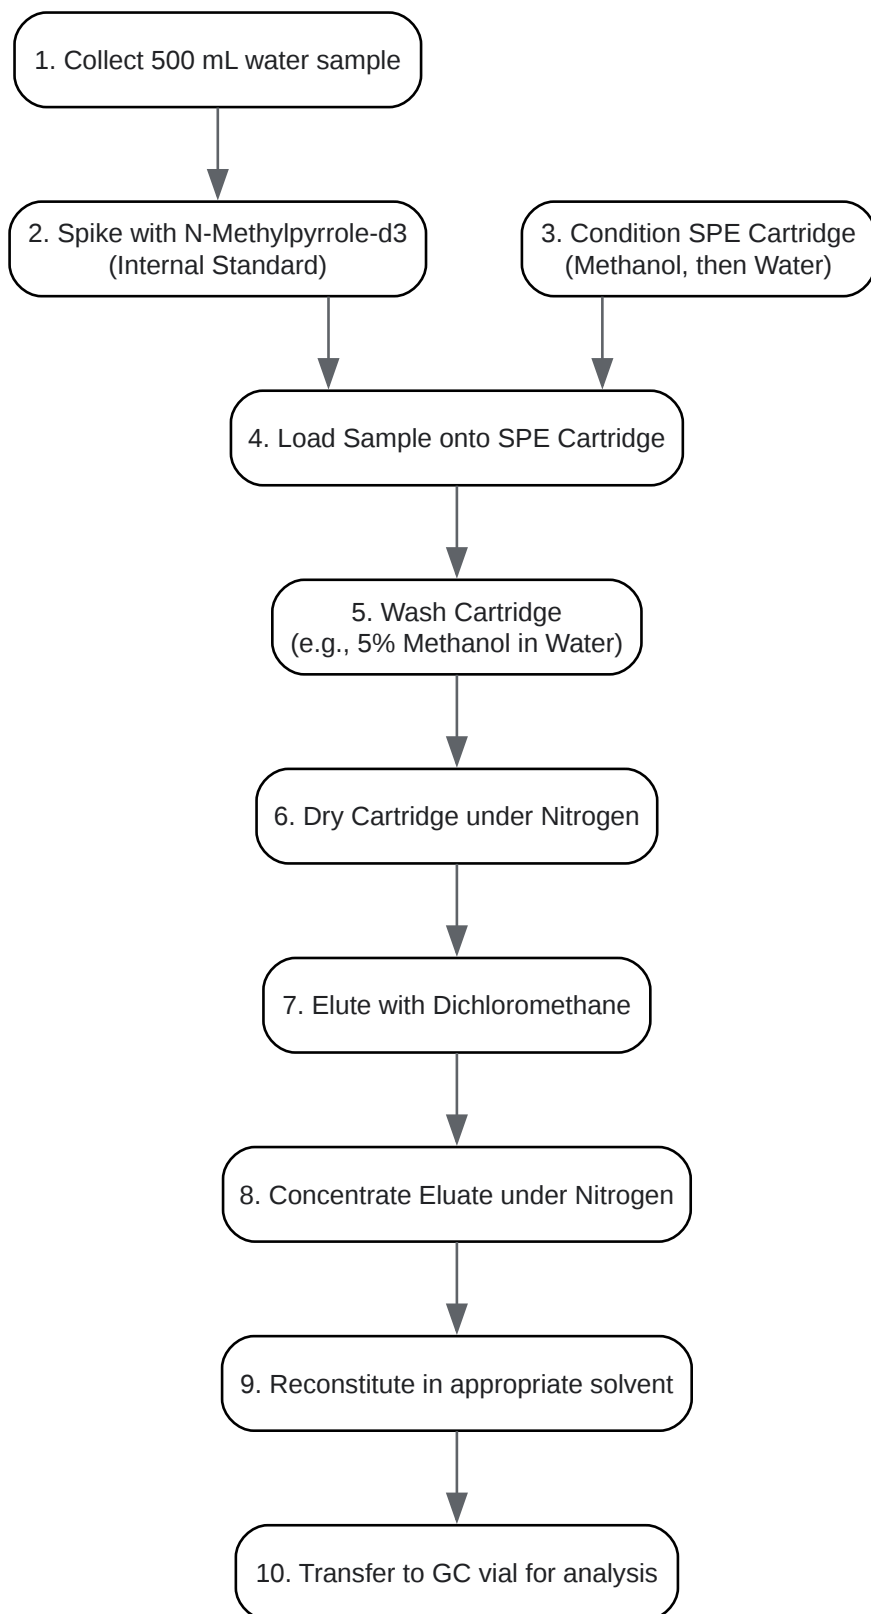 1. Collect 500 mL water sample
2. Spike with N-Methylpyrrole-d3
(Internal Standard)
3. Condition SPE Cartridge
(Methanol, then Water)
4. Load Sample onto SPE Cartridge
5. Wash Cartridge
(e.g., 5% Methanol in Water)
6. Dry Cartridge under Nitrogen
7. Elute with Dichloromethane
8. Concentrate Eluate under Nitrogen
9. Reconstitute in appropriate solvent
10. Transfer to GC vial for analysis